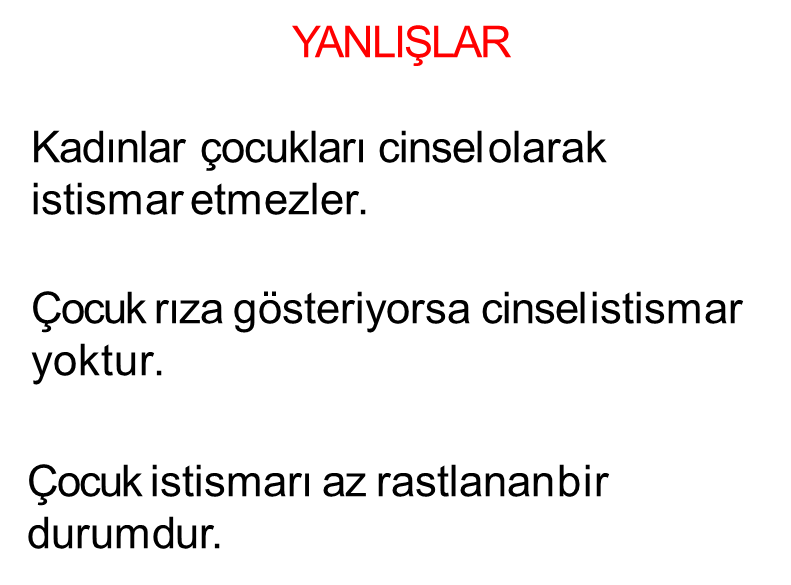 YANLIŞLAR
Kadınlar çocukları cinsel olarak
istismar etmezler.
Çocuk rıza gösteriyorsa cinsel istismar
yoktur.
Çocuk istismarı az rastlanan bir
durumdur.